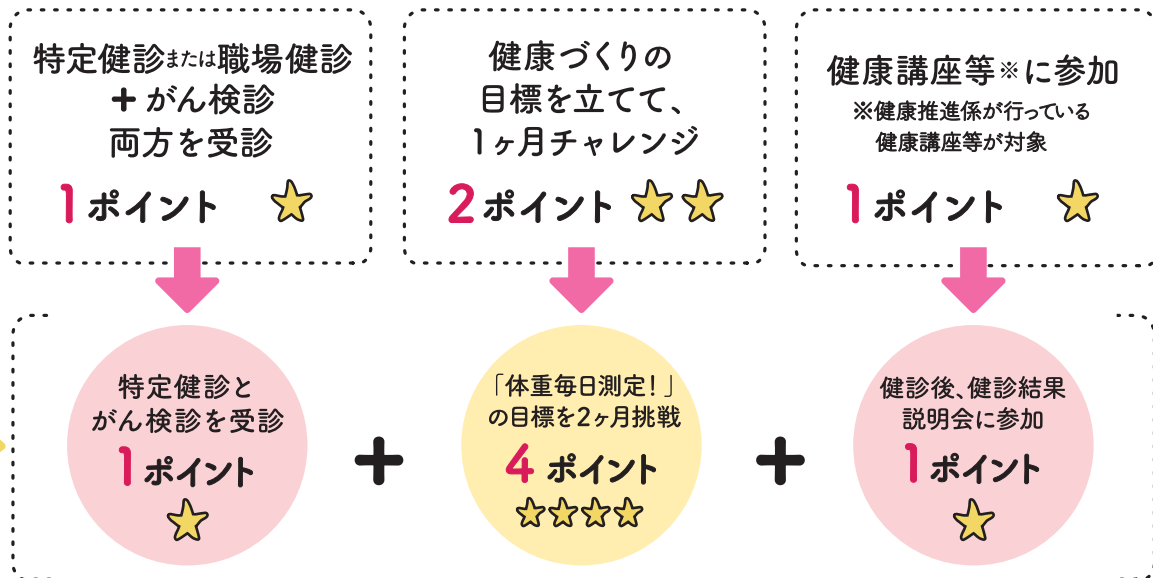 特定健診または職場健診
+ がん検診
両方を受診
1ポイント
健康づくりの
目標を立てて、
1ヶ月チャレンジ
2ポイント
健康講座等※に参加
※健康推進係が行っている
健康講座等が対象
1ポイント
特定健診と
がん検診を受診
1ポイント
+
「体重毎日測定!」
の目標を2ヶ月挑戦
4ポイント
+
健診後、健診結果
説明会に参加
1ポイント